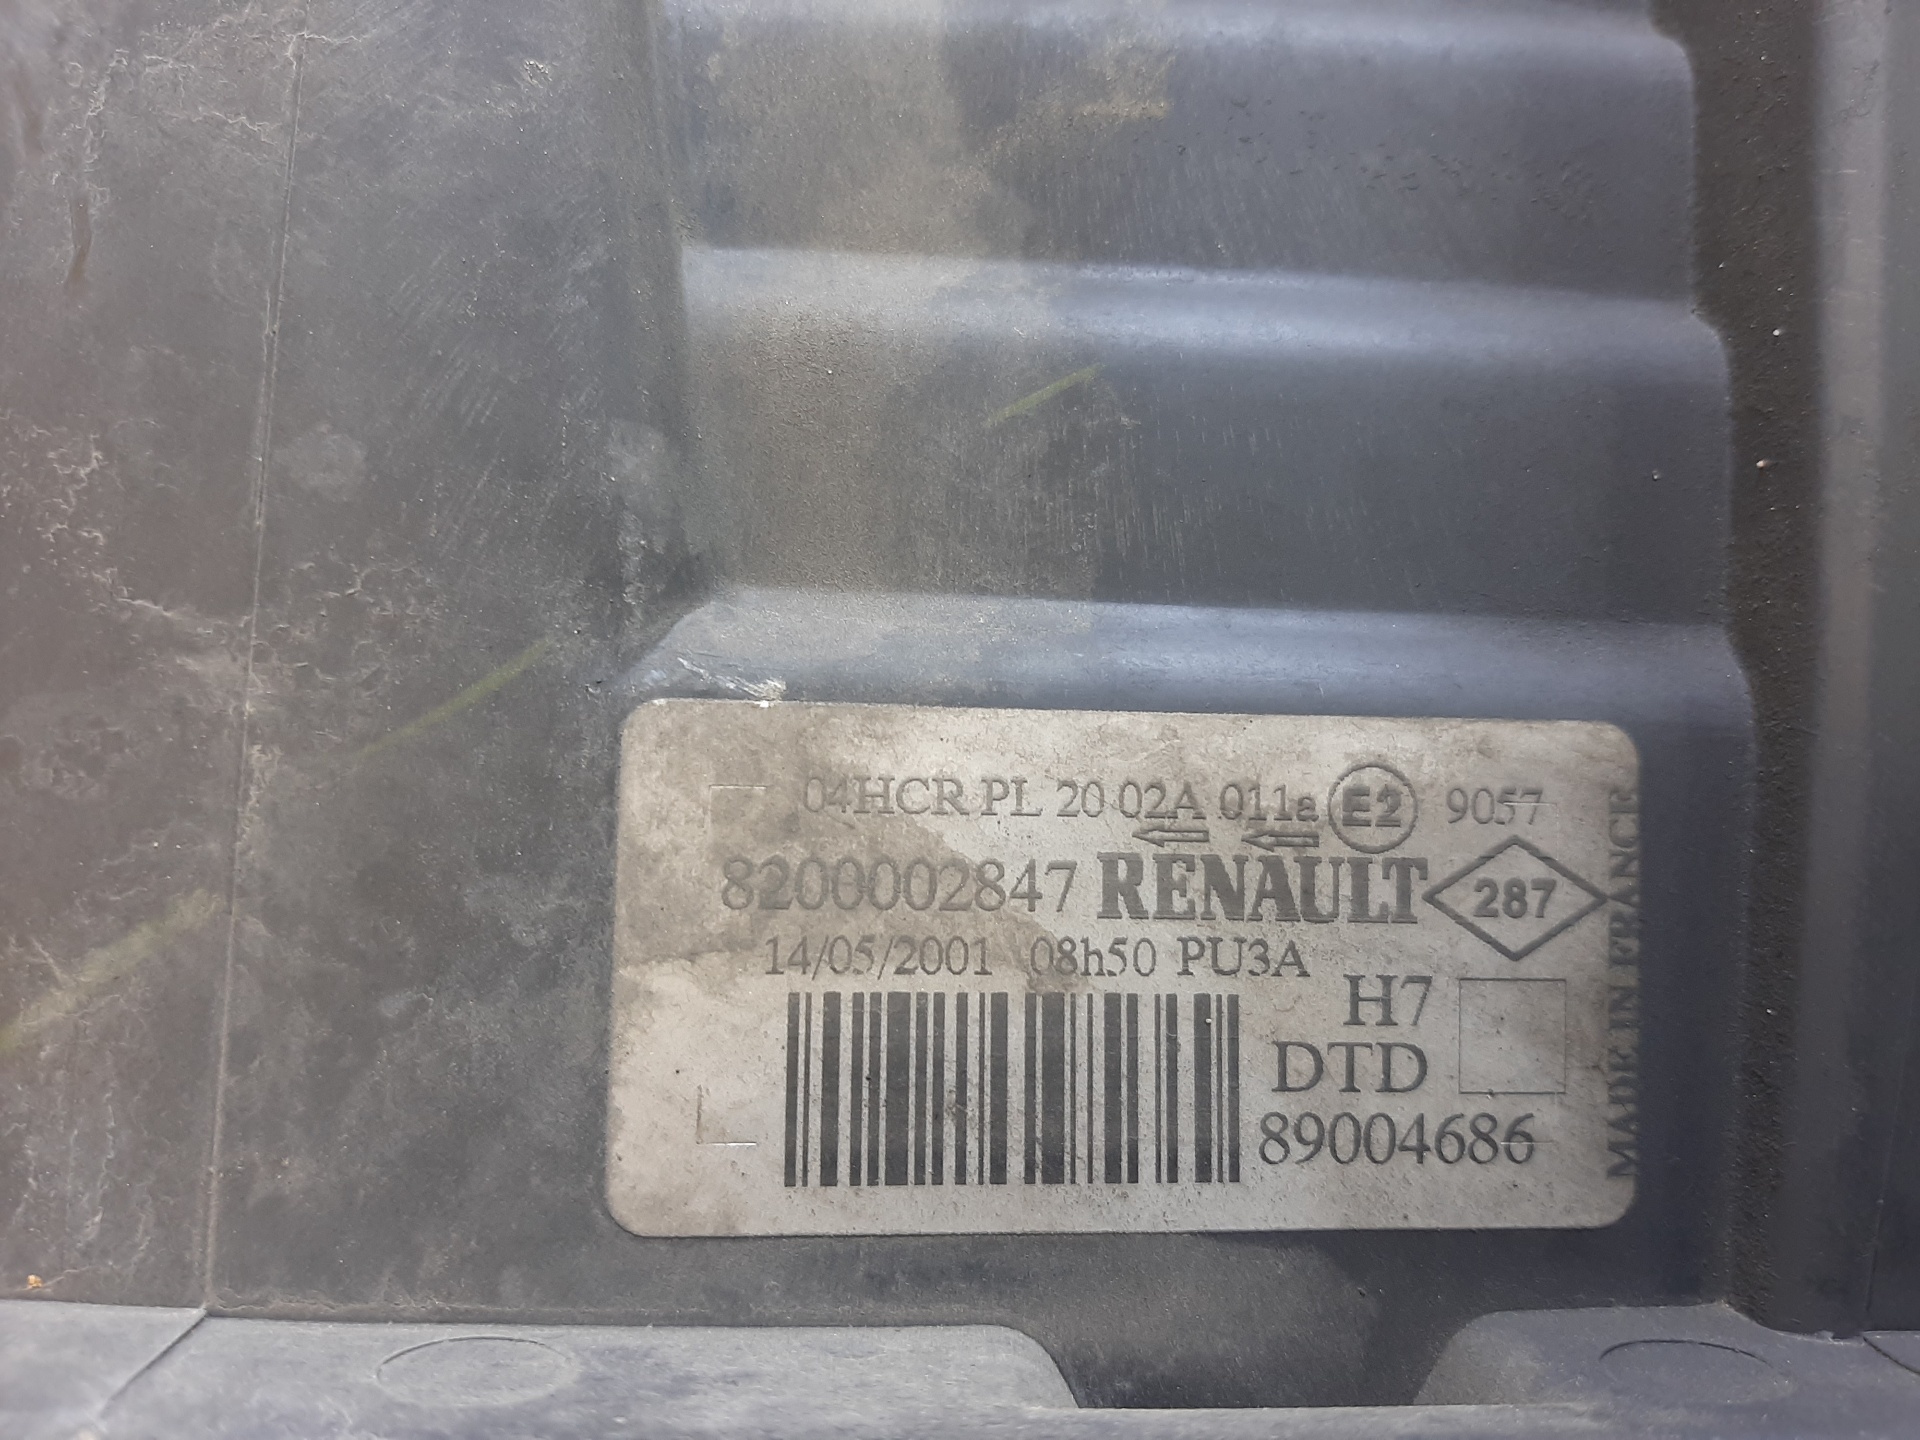 04HCR PL 20 02A 011a E2 9057
8200002847 RENAULT 287
14/05/2001 08h50 PU3A
H7
DTD
89004686
MADE IN FRANCE